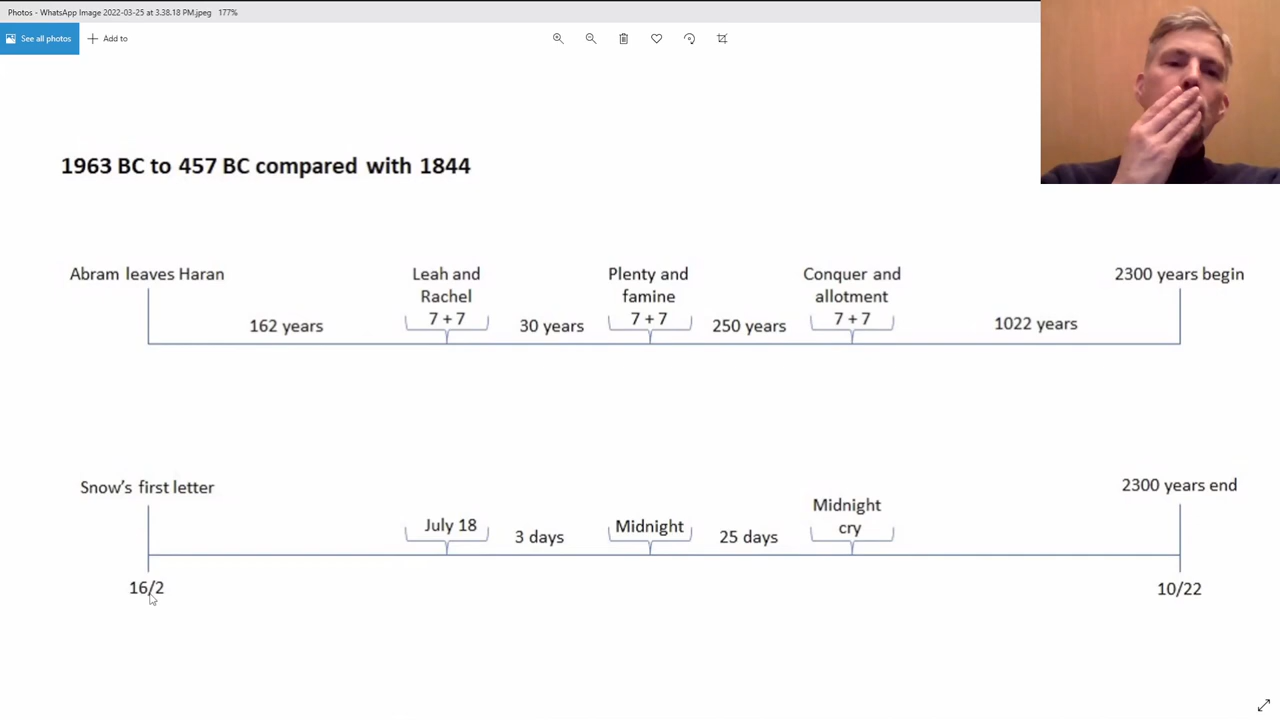 Photos - WhatsApp Image 2022-03-25 at 3.38.18 PM.jpeg 177%
See all photos
Add to
1963 BC to 457 BC compared with 1844
Abram leaves Haran
162 years
Leah and
Rachel
7 + 7
30 years
Plenty and
famine
7 + 7
250 years
Conquer and
allotment
7 + 7
1022 years
2300 years begin
Snow's first letter
July 18
3 days
Midnight
25 days
Midnight
cry
2300 years end
16/2
10/22